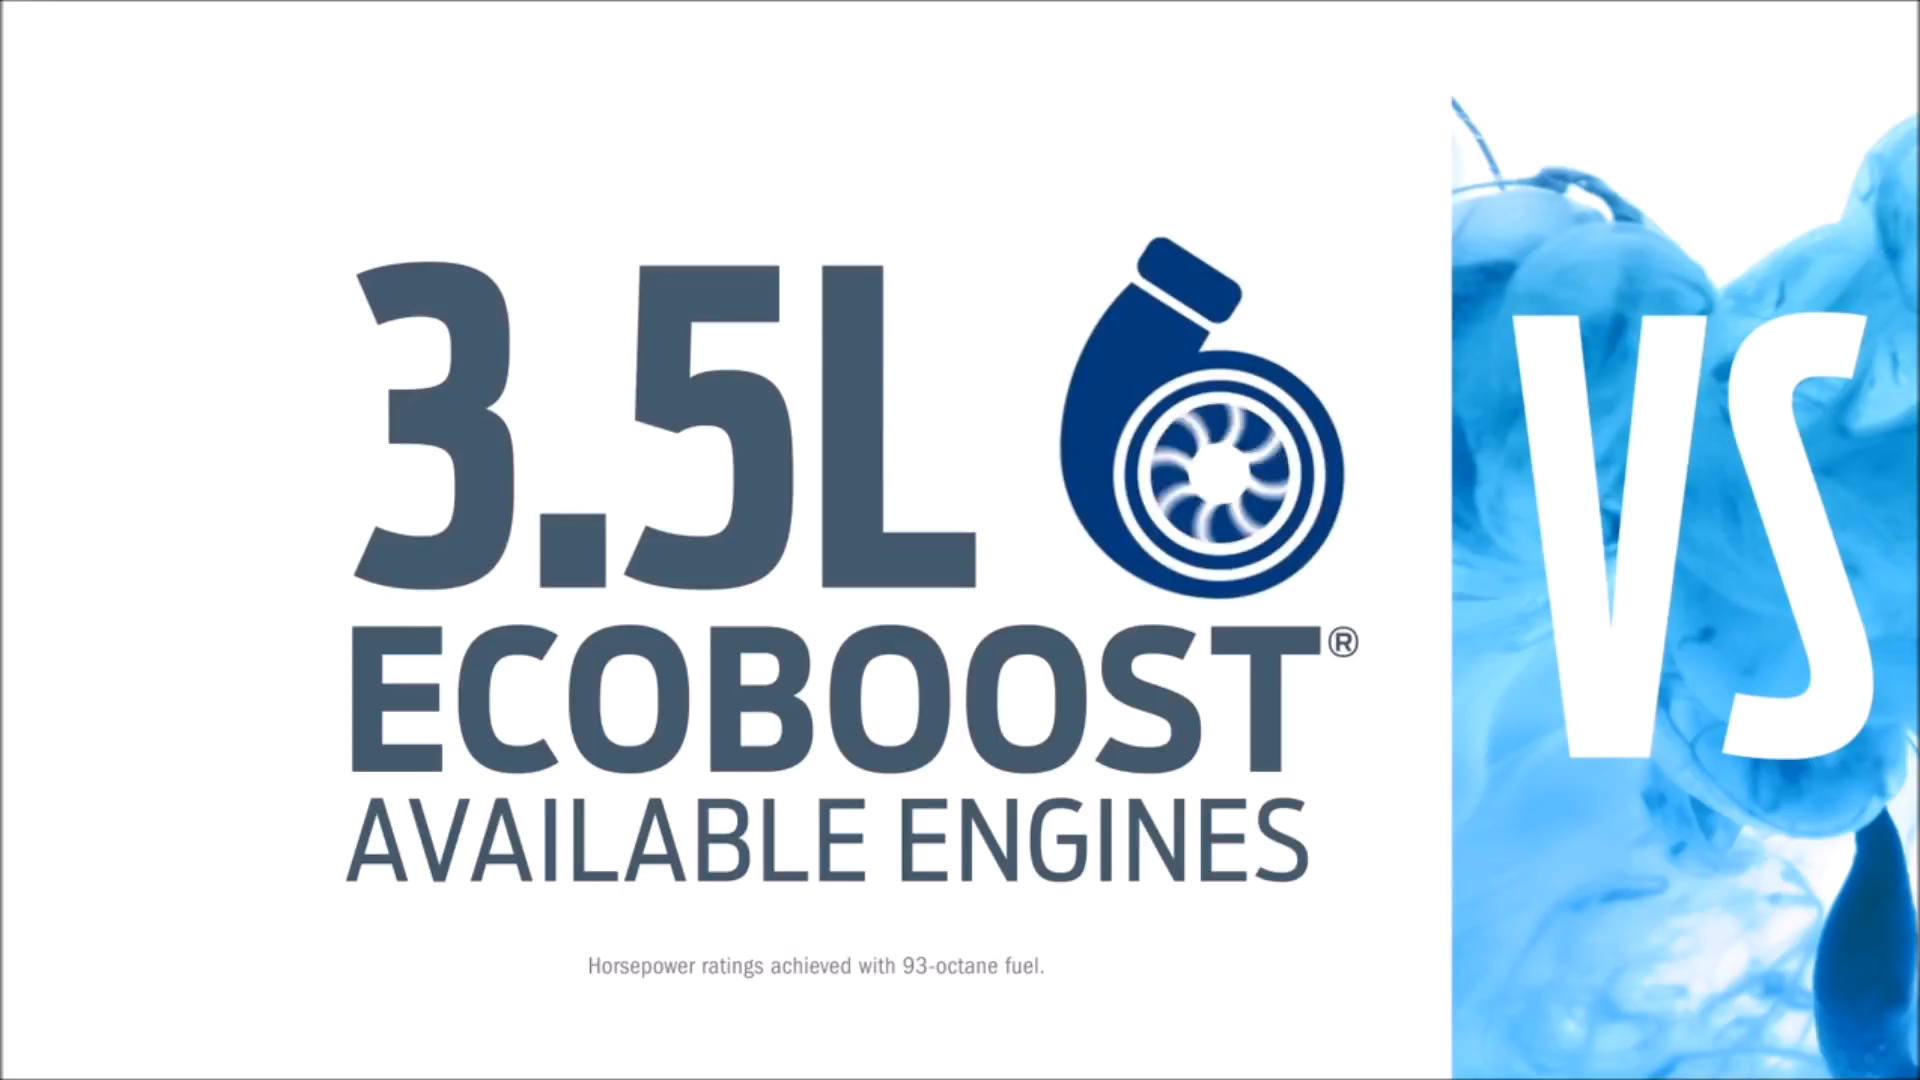 3.5L
ECOBOOST®
AVAILABLE ENGINES
Horsepower ratings achieved with 93-octane fuel.
VS